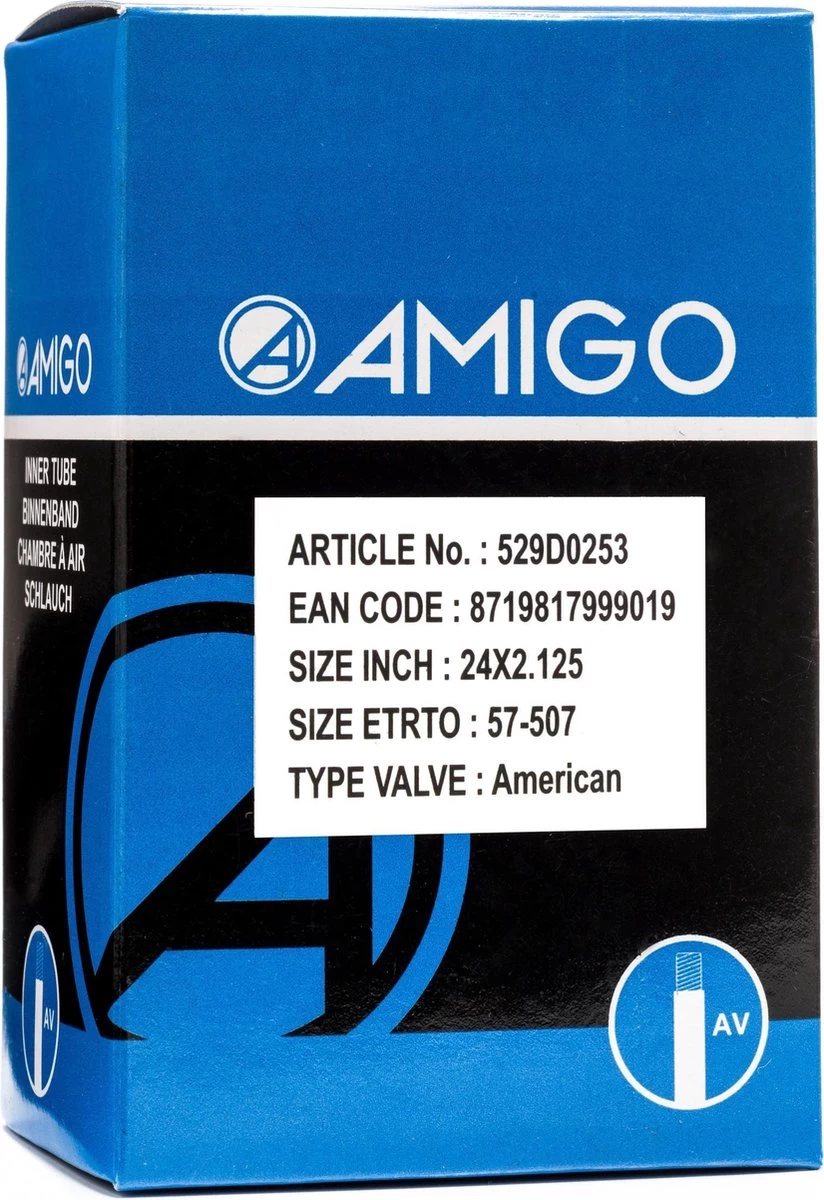 AMIGO
AMIGO
INNER TUBE
BINNENBAND
CHAMBRE À AIR
SCHLAUCH
ARTICLE No. : 529D0253
EAN CODE : 8719817999019
SIZE INCH : 24X2.125
SIZE ETRTO : 57-507
TYPE VALVE : American
AV
AV